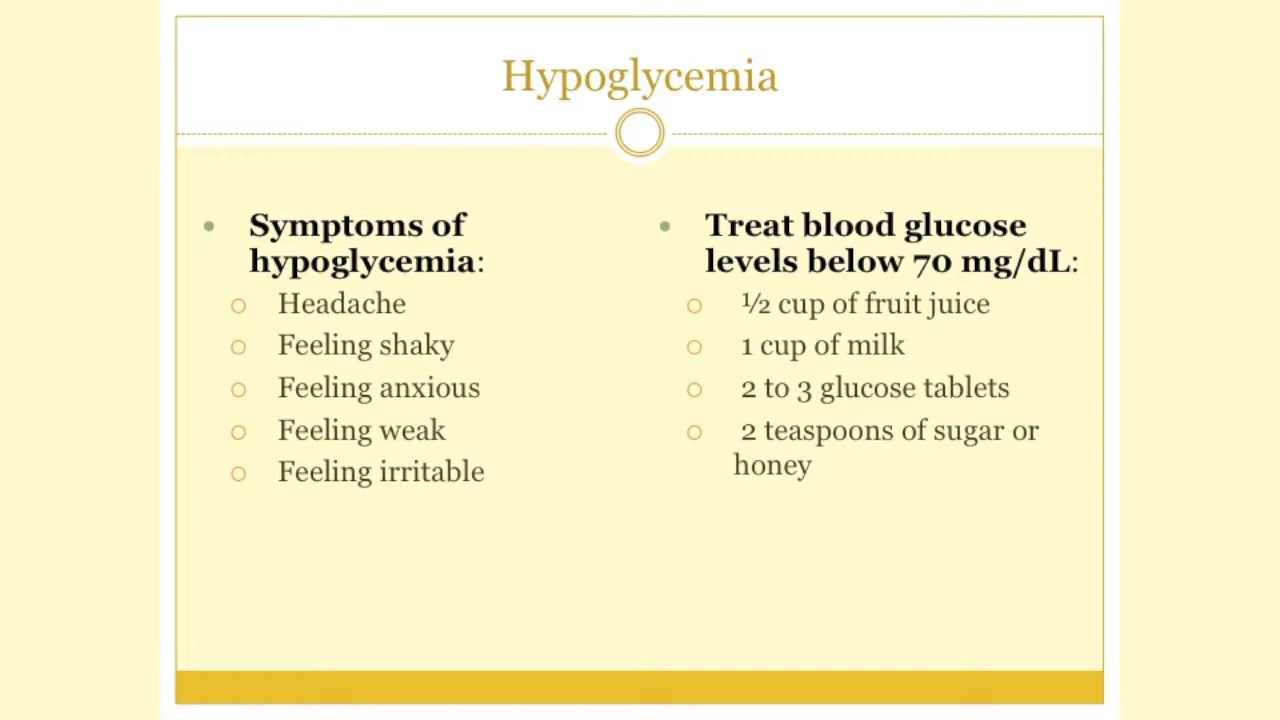 Hypoglycemia
Symptoms of
hypoglycemia:
Headache
Feeling shaky
Feeling anxious
Feeling weak
Feeling irritable
Treat blood glucose
levels below 70 mg/dL:
½ cup of fruit juice
1 cup of milk
2 to 3 glucose tablets
2 teaspoons of sugar or
honey